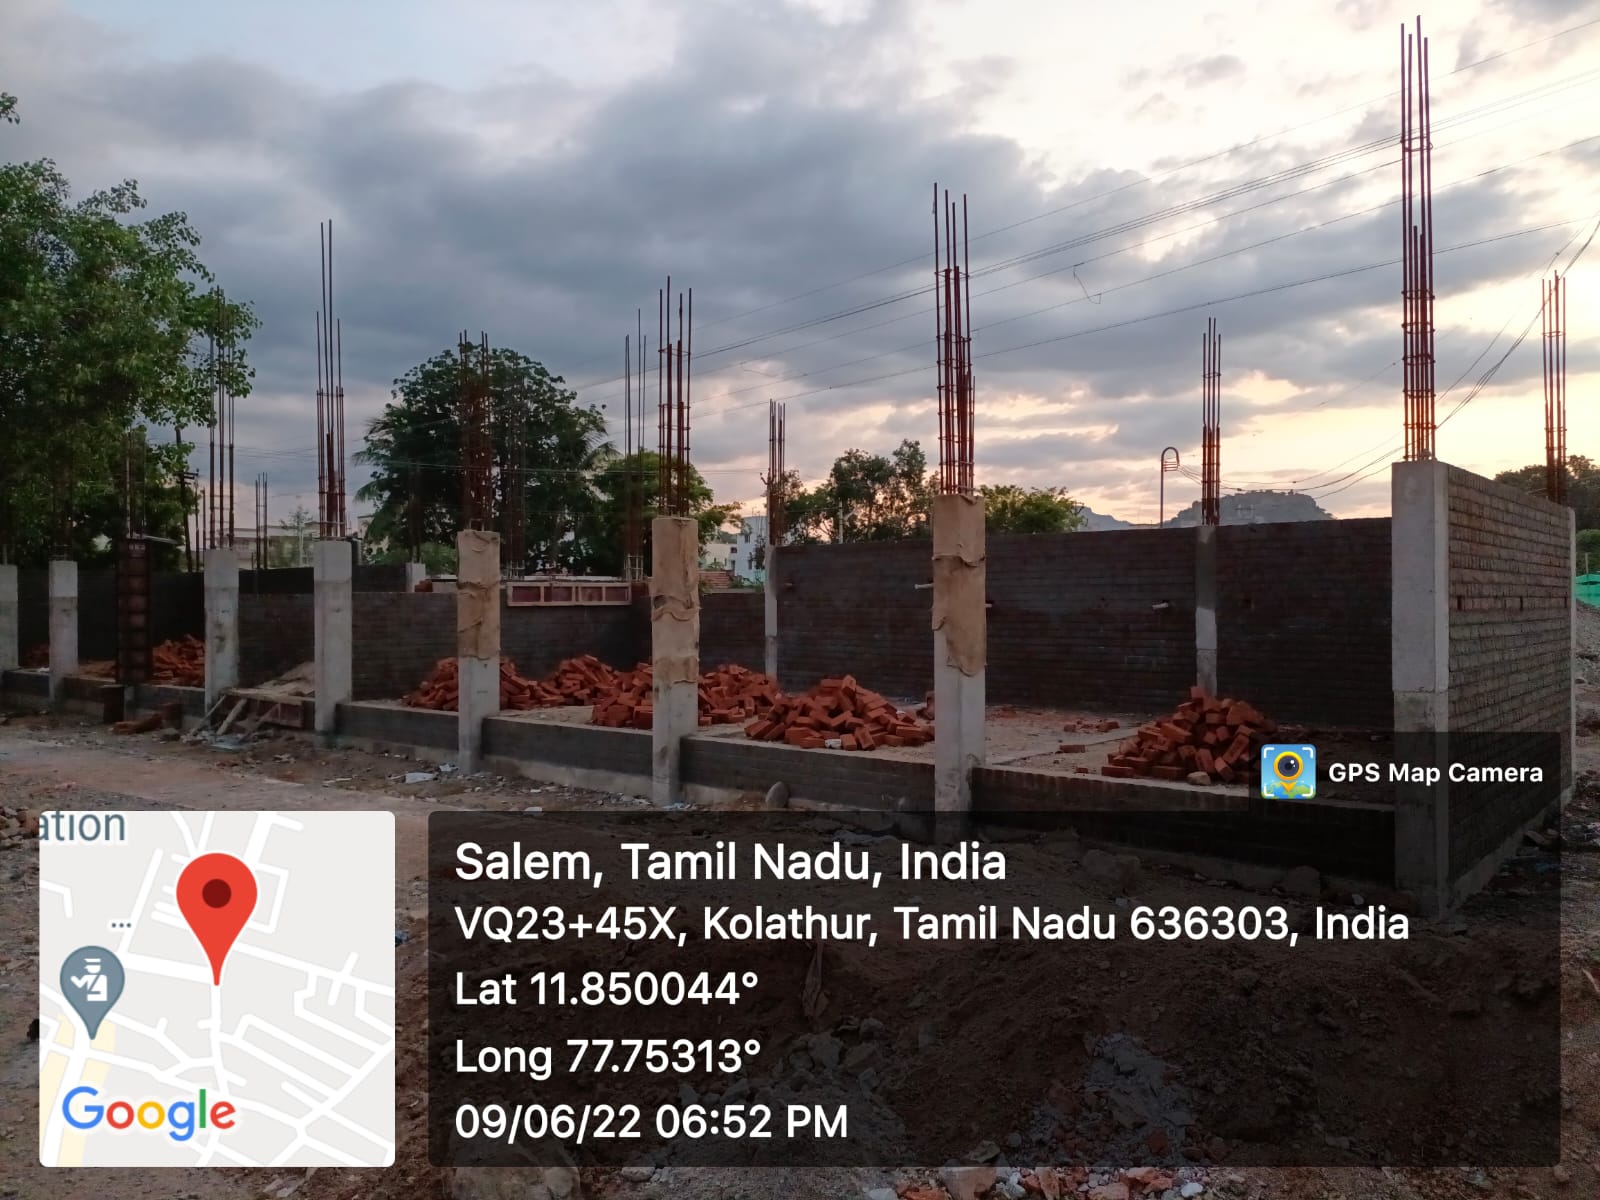 GPS Map Camera
ation
...
Google
Salem, Tamil Nadu, India
VQ23+45X, Kolathur, Tamil Nadu 636303, India
Lat 11.850044°
Long 77.75313°
09/06/22 06:52 PM